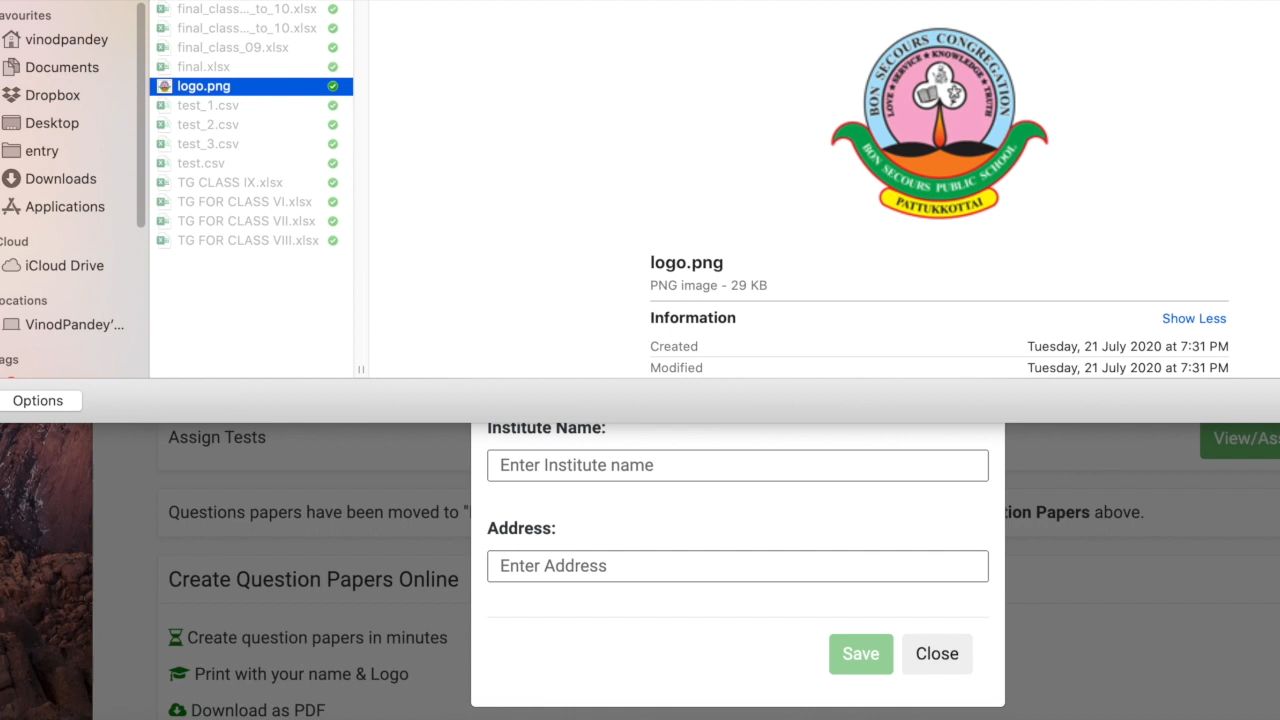 avourites
vinodpandey
Documents
Dropbox
Desktop
entry
Downloads
Applications
Cloud
iCloud Drive
ocations
VinodPandey'...
ags
final_class..._to_10.xlsx
final_class..._to_10.xlsx
final_class_09.xlsx
final.xlsx
logo.png
test_1.csv
test_2.csv
test_3.csv
test.csv
TG CLASS IX.xlsx
TG FOR CLASS VI.xlsx
TG FOR CLASS VII.xlsx
TG FOR CLASS VIII.xlsx
BON SECOURS CONGREGATION
LOVE ★ SERVICE ★ KNOWLEDGE ★ TRUTH
BON SECOURS PUBLIC SCHOOL
PATTUKKOTTAI
logo.png
PNG image - 29 KB
Information Show Less
Created Tuesday, 21 July 2020 at 7:31 PM
Modified Tuesday, 21 July 2020 at 7:31 PM
Options
Institute Name:
Enter Institute name
Address:
Enter Address
Save Close
Assign Tests
View/Ass
Questions papers have been moved to "
ion Papers above.
Create Question Papers Online
Create question papers in minutes
Print with your name & Logo
Download as PDF